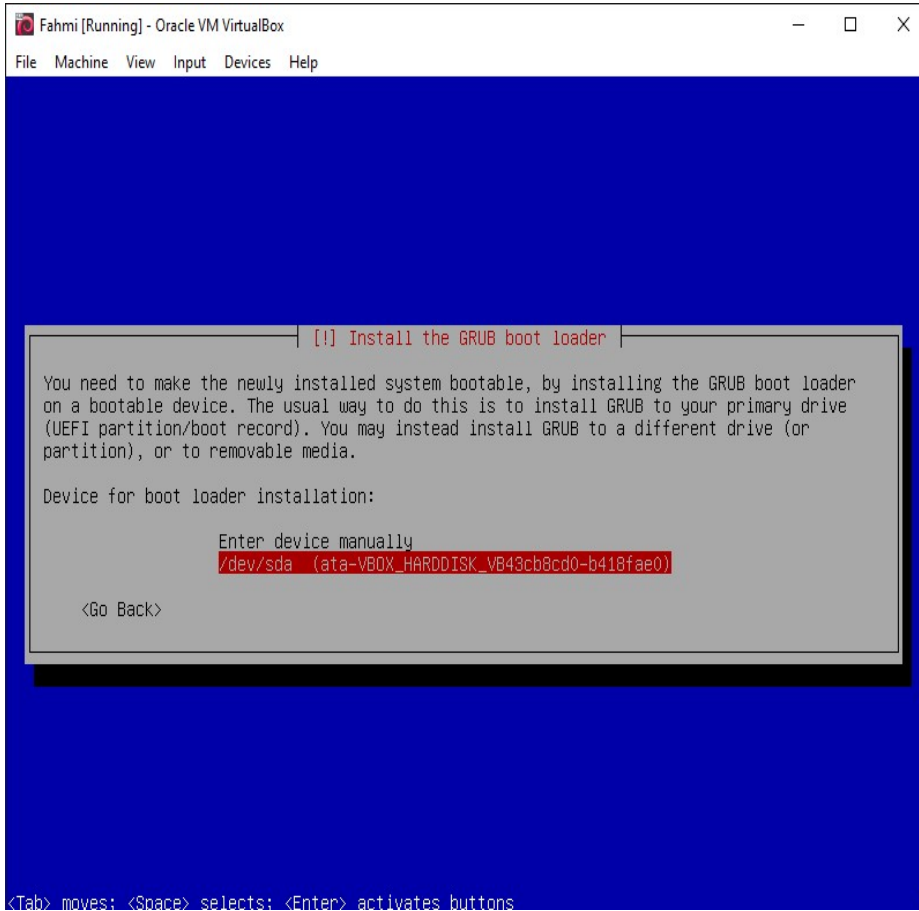 Fahmi [Running] - Oracle VM VirtualBox
File Machine View Input Devices Help
[!] Install the GRUB boot loader
You need to make the newly installed system bootable, by installing the GRUB boot loader
on a bootable device. The usual way to do this is to install GRUB to your primary drive
(UEFI partition/boot record). You may instead install GRUB to a different drive (or
partition), or to removable media.
Device for boot loader installation:
Enter device manually
/dev/sda (ata-VBOX_HARDDISK_VB43cb8cd0-b418fae0)
<Go Back>
<Tab> moves; <Space> selects; <Enter> activates buttons